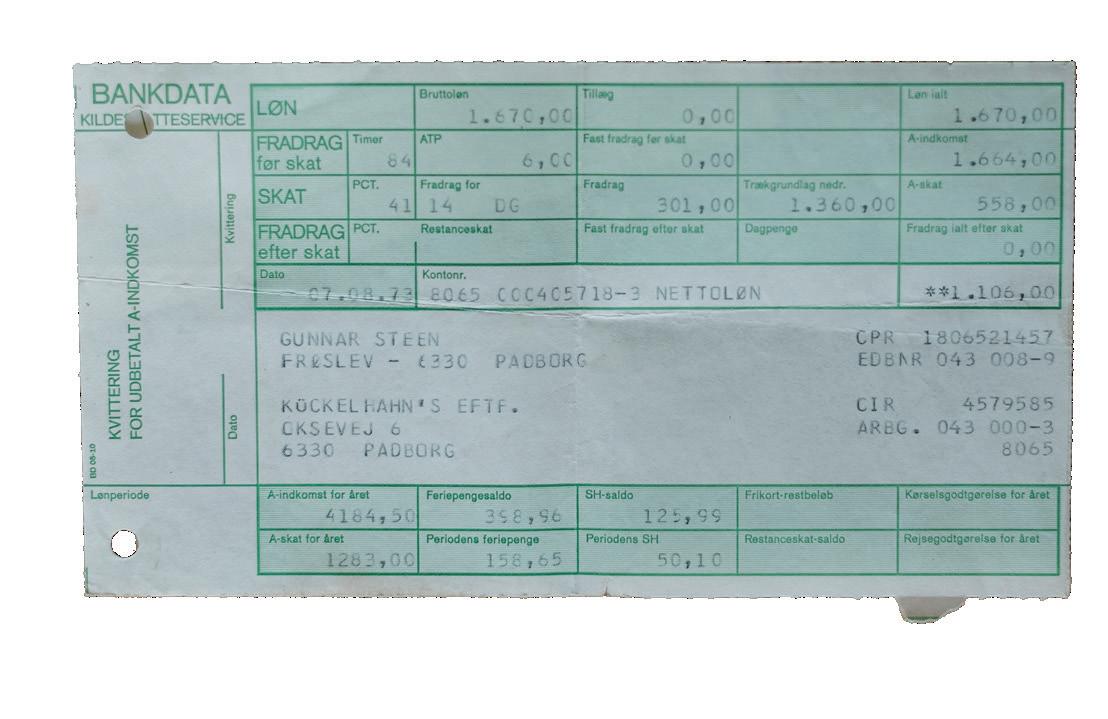 BANKDATA
KILDESKATTESERVICE
KVITTERING
FOR UDBETALT A-INDKOMST
Kvittering
Dato
BD 08-10
LØN Bruttoløn 1.670,00 Tillæg 0,00 Løn ialt 1.670,00
FRADRAG før skat Timer 84 ATP 6,00 Fast fradrag før skat 0,00 A-indkomst 1.664,00
SKAT PCT. 41 Fradrag for 14 DG Fradrag 301,00 Trækgrundlag nedr. 1.360,00 A-skat 558,00
FRADRAG efter skat PCT. Restanceskat Fast fradrag efter skat Dagpenge Fradrag ialt efter skat 0,00
Dato 07.08.73 Kontonr. 8065 000405718-3 NETTOLØN **1.106,00
GUNNAR STEEN CPR 1806521457
FRØSLEV - 6330 PADBORG EDBNR 043 008-9
KÜCKELHAHN'S EFTF. CIR 4579585
OKSEVEJ 6 ARBG. 043 000-3
6330 PADBORG 8065
Lønperiode
A-indkomst for året 4184,50 Feriepengesaldo 398,96 SH-saldo 125,99 Frikort-restbeløb Kørselsgodtgørelse for året
A-skat for året 1283,00 Periodens feriepenge 158,65 Periodens SH 50,10 Restanceskat-saldo Rejsegodtgørelse for året